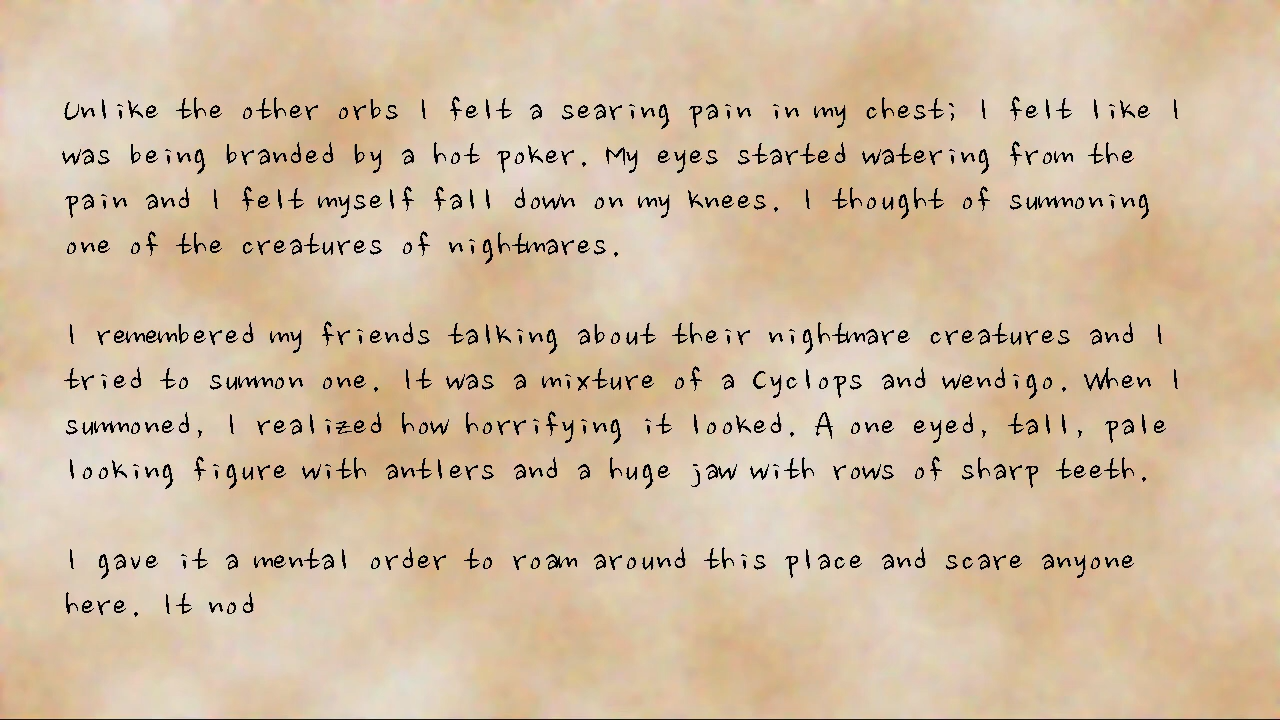 Unlike the other orbs I felt a searing pain in my chest; I felt like I
was being branded by a hot poker. My eyes started watering from the
pain and I felt myself fall down on my knees. I thought of summoning
one of the creatures of nightmares.
I remembered my friends talking about their nightmare creatures and I
tried to summon one. It was a mixture of a Cyclops and wendigo. When I
summoned, I realized how horrifying it looked. A one eyed, tall, pale
looking figure with antlers and a huge jaw with rows of sharp teeth.
I gave it a mental order to roam around this place and scare anyone
here. It nod